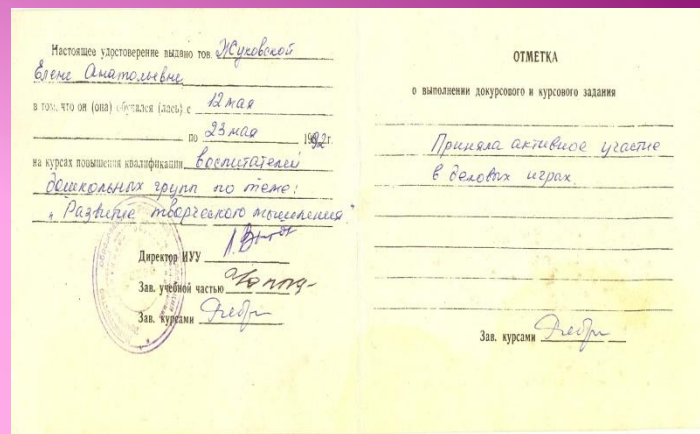 Настоящее удостоверение выдано тов. Жуковской
Елене Анатольевне
в том, что он (она) обучался (лась) с 12 мая
по 23 мая 1992 г.
на курсах повышения квалификации воспитателей
дошкольных групп по теме:
„Развитие творческого мышления"
Директор ИУУ
Зав. учебной частью
Зав. курсами
ОТМЕТКА
о выполнении докурсового и курсового задания
Приняла активное участие
в деловых играх.
Зав. курсами